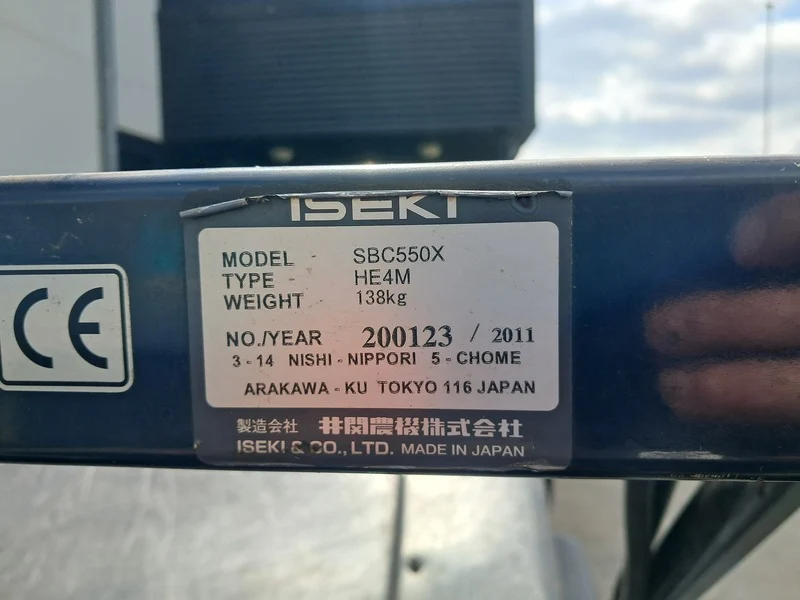 ISEKI
MODEL - SBC550X
TYPE - HE4M
WEIGHT 138kg
NO./YEAR 200123 / 2011
3-14 NISHI-NIPPORI 5-CHOME
ARAKAWA-KU TOKYO 116 JAPAN
製造会社 井関農機株式会社
ISEKI & CO., LTD. MADE IN JAPAN
CE